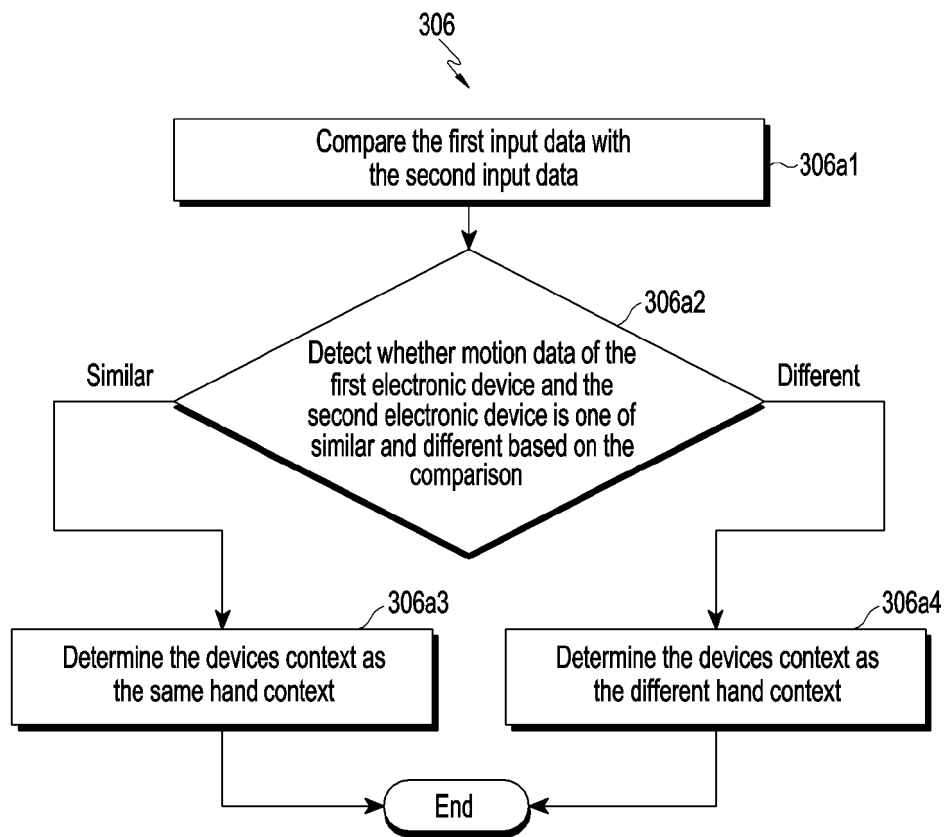 306
Compare the first input data with
the second input data
306a1
306a2
Detect whether motion data of the
first electronic device and the
second electronic device is one of
similar and different based on the
comparison
Similar
Different
306a3
Determine the devices context as
the same hand context
306a4
Determine the devices context as
the different hand context
End